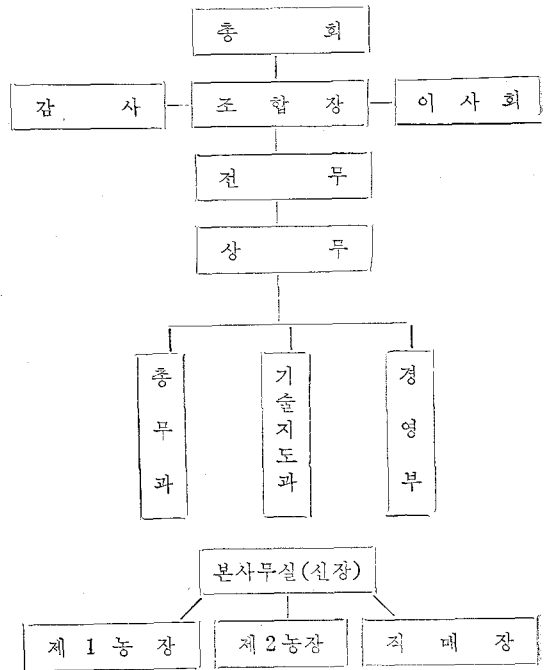 총 회
감 사
조 합 장
이 사 회
전 무
상 무
총무과
기술지도과
경영부
본사무실(신장)
제 1 농 장
제 2 농장
직 매 장